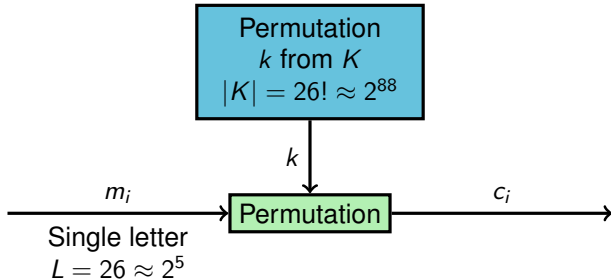 Permutation
k from K
|K| = 26! ≈ 2^88
k
m_i
c_i
Permutation
Single letter
L = 26 ≈ 2^5